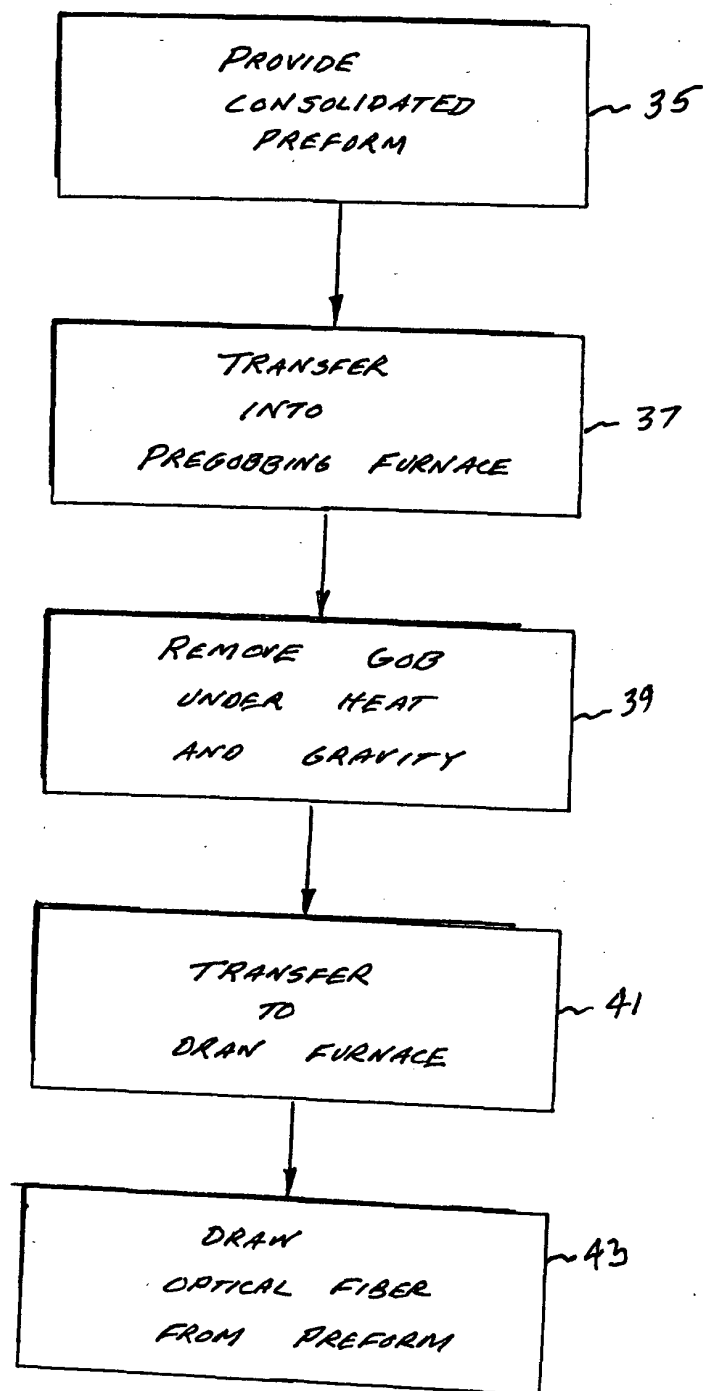 PROVIDE
CONSOLIDATED
PREFORM
35
TRANSFER
INTO
PREGOBBING FURNACE
37
REMOVE GOB
UNDER HEAT
AND GRAVITY
39
TRANSFER
TO
DRAW FURNACE
41
DRAW
OPTICAL FIBER
FROM PREFORM
43